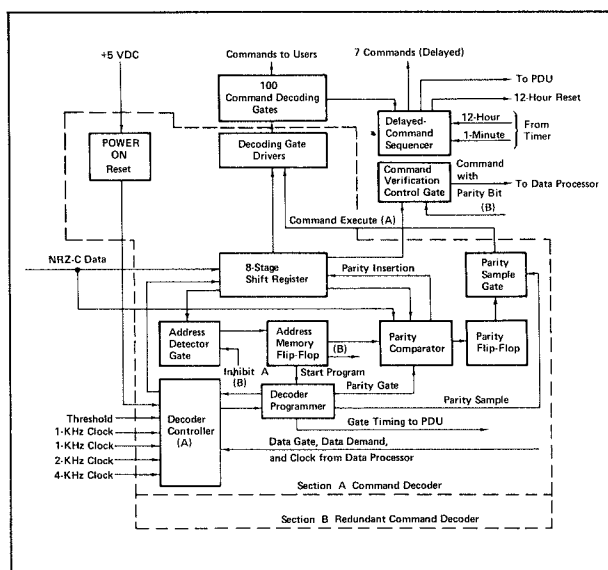 +5 VDC
Commands to Users
7 Commands (Delayed)
To PDU
12-Hour Reset
100
Command Decoding
Gates
Delayed-
Command
Sequencer
12-Hour
1-Minute
From
Timer
POWER
ON
Reset
Decoding Gate
Drivers
Command
Verification
Control Gate
Command
with
Parity Bit
(B)
To Data Processor
Command Execute (A)
NRZ-C Data
8-Stage
Shift Register
Parity Insertion
Parity
Sample
Gate
Address
Detector
Gate
Address
Memory
Flip-Flop
(B)
Parity
Comparator
Parity
Flip-Flop
Inhibit A
(B)
Start Program
Parity Gate
Decoder
Programmer
Parity Sample
Gate Timing to PDU
Threshold
1-KHz Clock
1-KHz Clock
2-KHz Clock
4-KHz Clock
Decoder
Controller
(A)
Data Gate, Data Demand,
and Clock from Data Processor
Section A Command Decoder
Section B Redundant Command Decoder